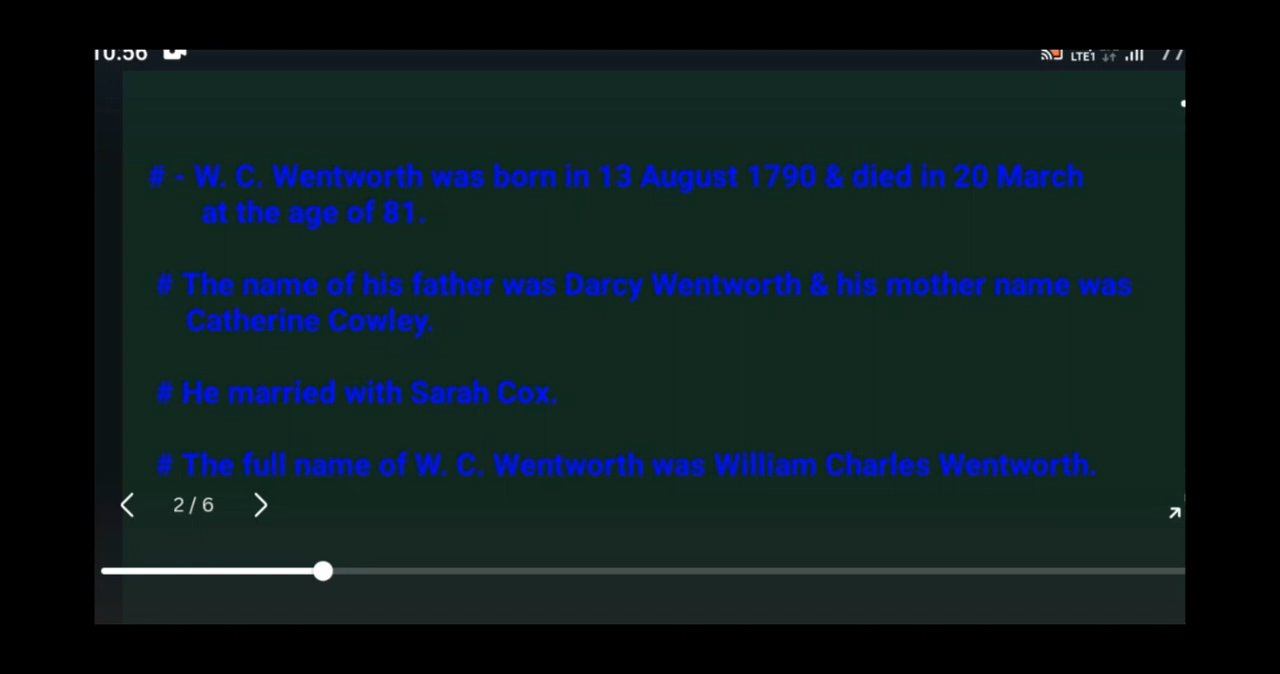 10:56
LTE1
77
# - W. C. Wentworth was born in 13 August 1790 & died in 20 March
at the age of 81.
# The name of his father was Darcy Wentworth & his mother name was
Catherine Cowley.
# He married with Sarah Cox.
# The full name of W. C. Wentworth was William Charles Wentworth.
2 / 6